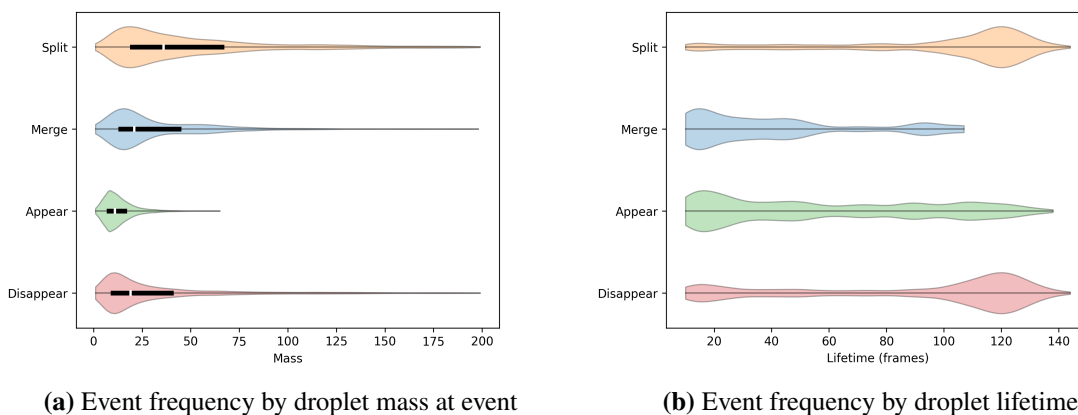 Split
Merge
Appear
Disappear
0 25 50 75 100 125 150 175 200
Mass
(a) Event frequency by droplet mass at event
Split
Merge
Appear
Disappear
20 40 60 80 100 120 140
Lifetime (frames)
(b) Event frequency by droplet lifetime